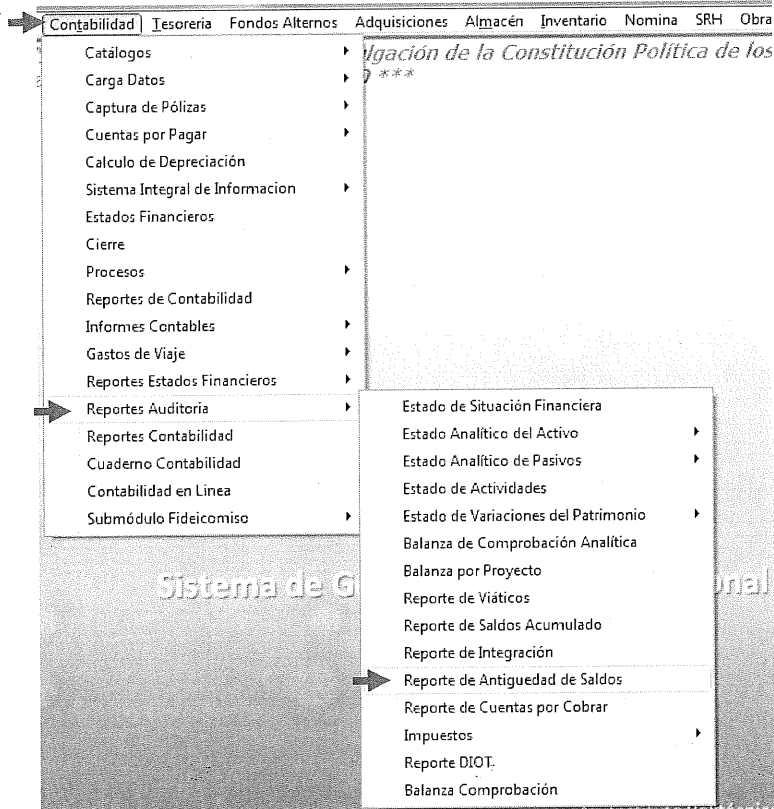 Contabilidad Tesoreria Fondos Alternos Adquisiciones Almacén Inventario Nomina SRH Obra
lgación de la Constitución Política de los
***
Catálogos
Carga Datos
Captura de Pólizas
Cuentas por Pagar
Calculo de Depreciación
Sistema Integral de Informacion
Estados Financieros
Cierre
Procesos
Reportes de Contabilidad
Informes Contables
Gastos de Viaje
Reportes Estados Financieros
Reportes Auditoria
Reportes Contabilidad
Cuaderno Contabilidad
Contabilidad en Linea
Submódulo Fideicomiso
Estado de Situación Financiera
Estado Analítico del Activo
Estado Analítico de Pasivos
Estado de Actividades
Estado de Variaciones del Patrimonio
Balanza de Comprobación Analítica
Balanza por Proyecto
Reporte de Viáticos
Reporte de Saldos Acumulado
Reporte de Integración
Reporte de Antiguedad de Saldos
Reporte de Cuentas por Cobrar
Impuestos
Reporte DIOT.
Balanza Comprobación
Sistema de G onal